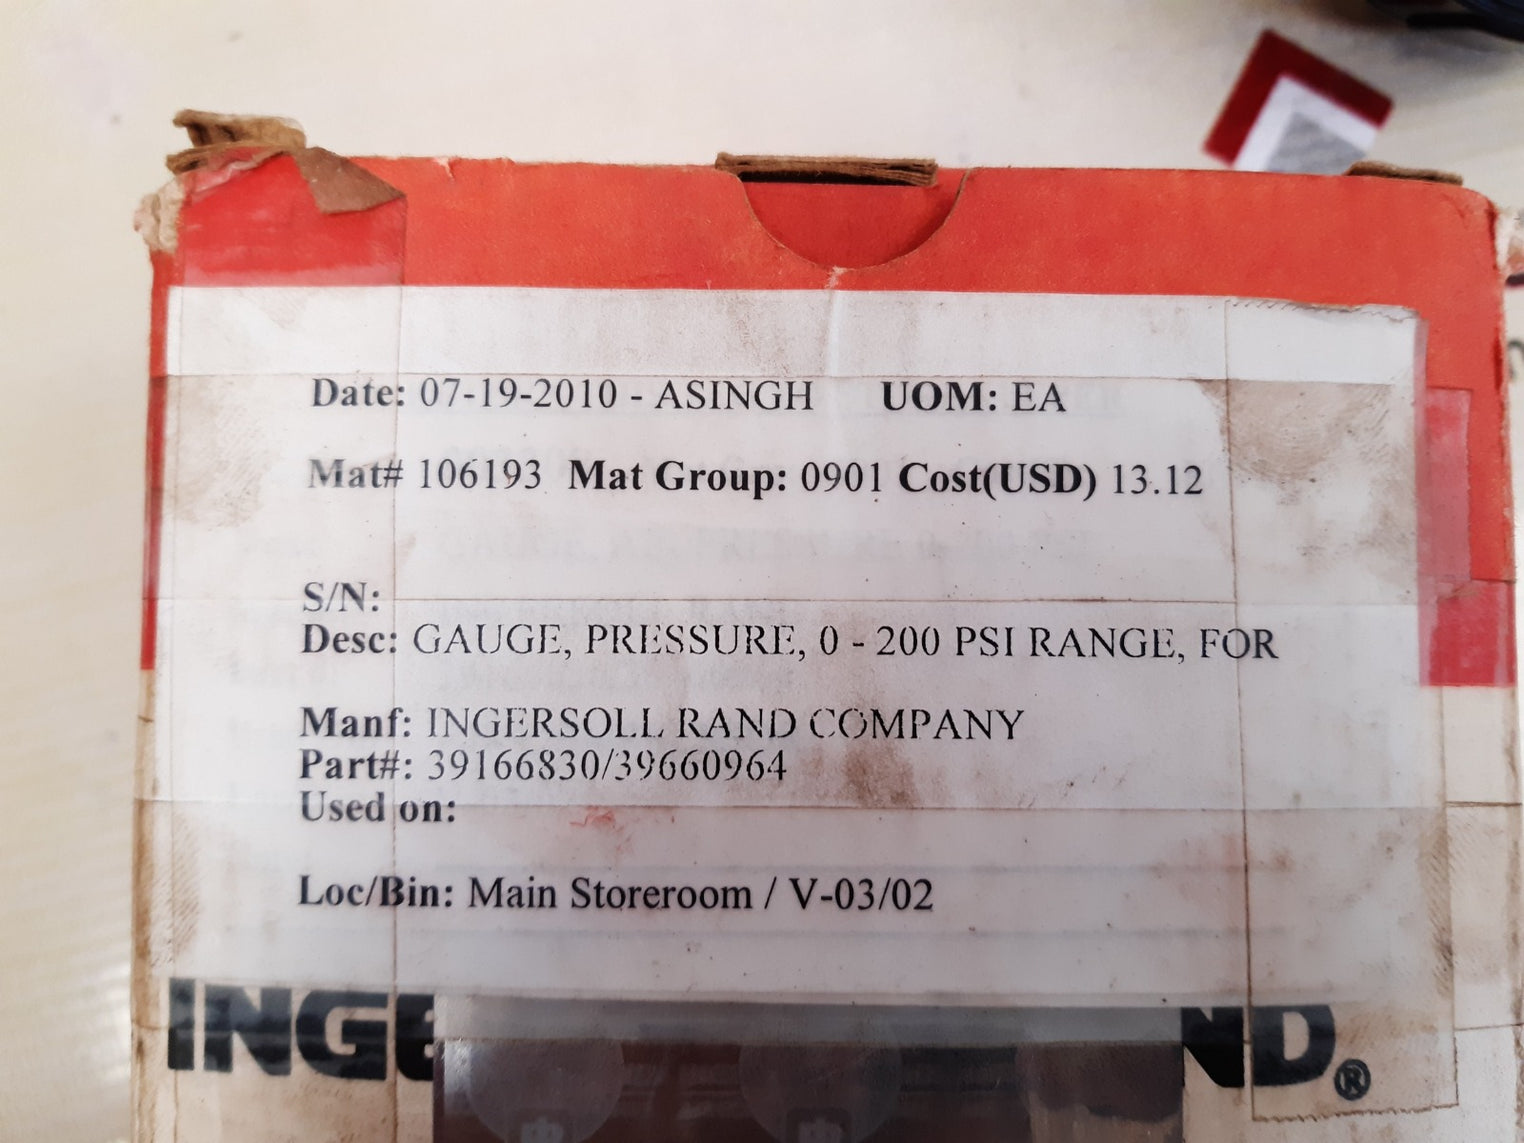 Date: 07-19-2010 - ASINGH UOM: EA
Mat# 106193 Mat Group: 0901 Cost(USD) 13.12
S/N:
Desc: GAUGE, PRESSURE, 0 - 200 PSI RANGE, FOR
Manf: INGERSOLL RAND COMPANY
Part#: 39166830/39660964
Used on:
Loc/Bin: Main Storeroom / V-03/02
INGE ND®